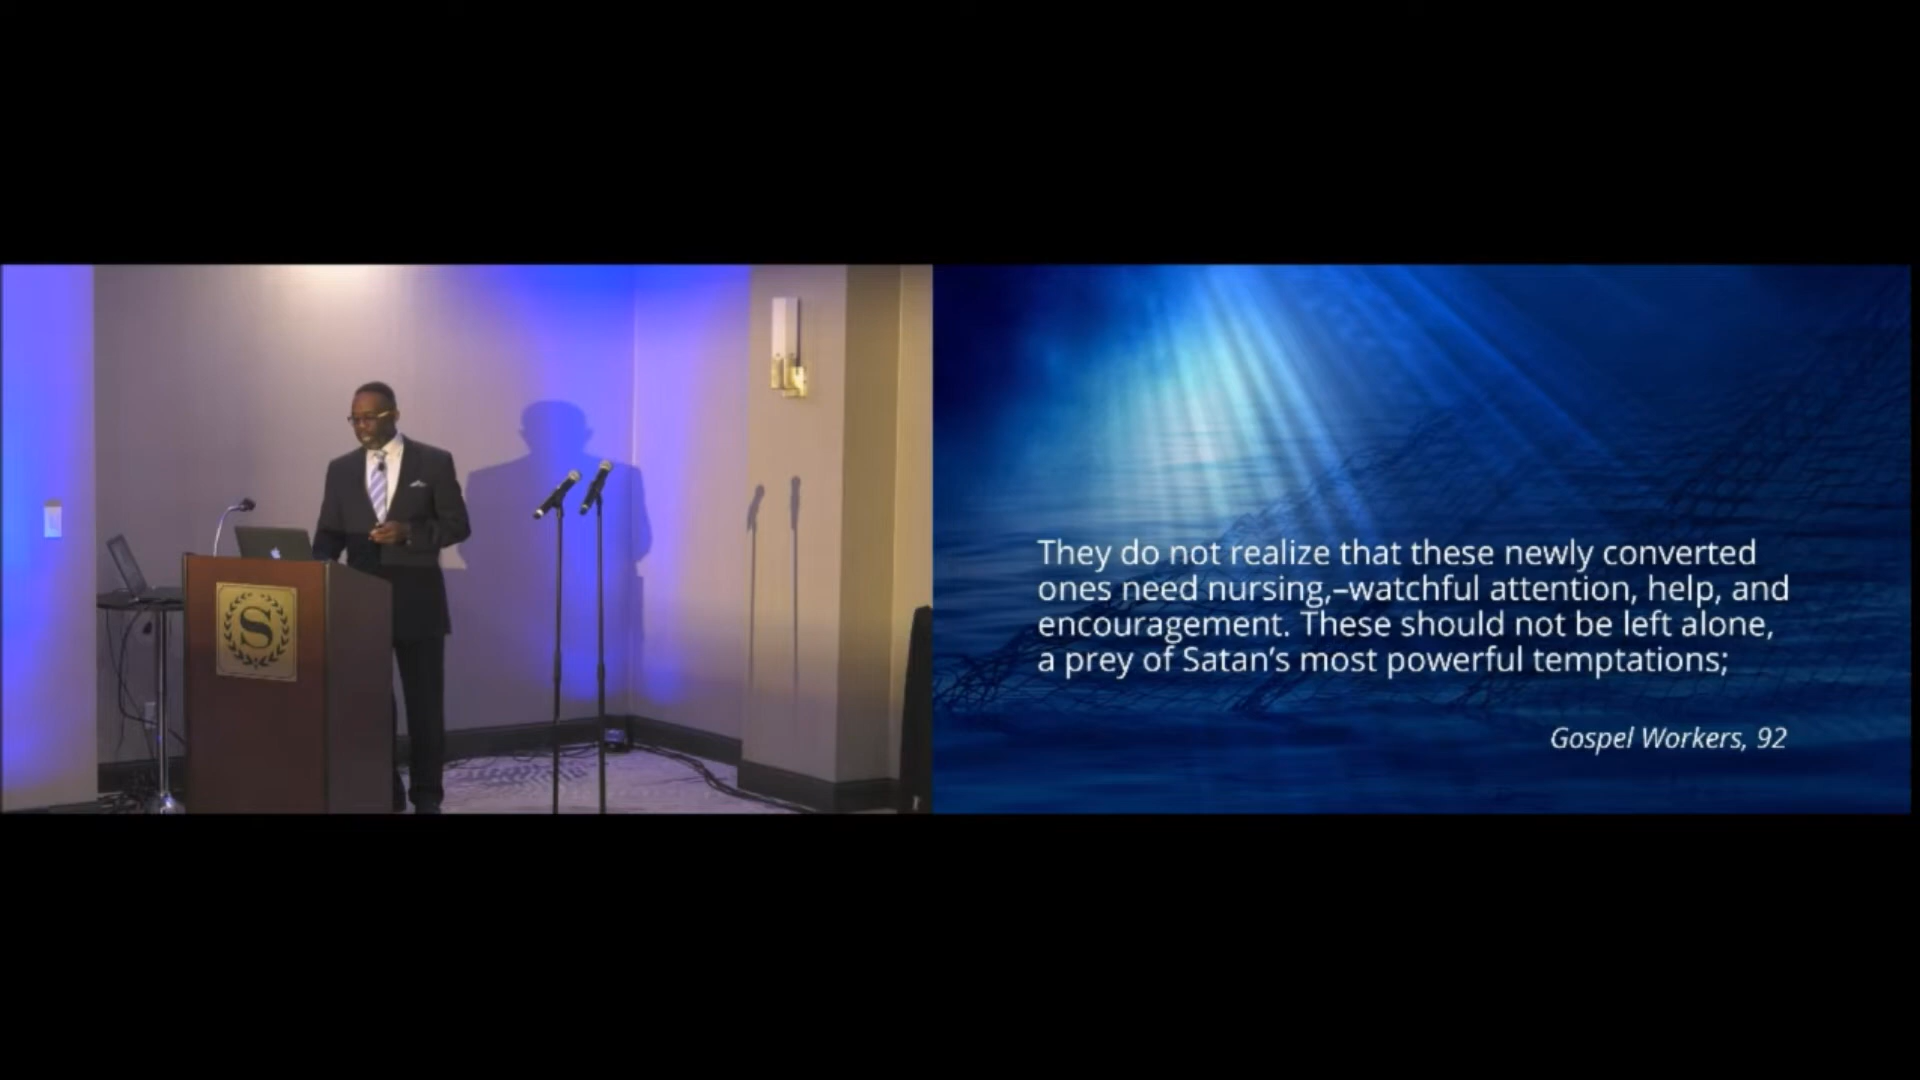 S
They do not realize that these newly converted
ones need nursing,–watchful attention, help, and
encouragement. These should not be left alone,
a prey of Satan’s most powerful temptations;
Gospel Workers, 92